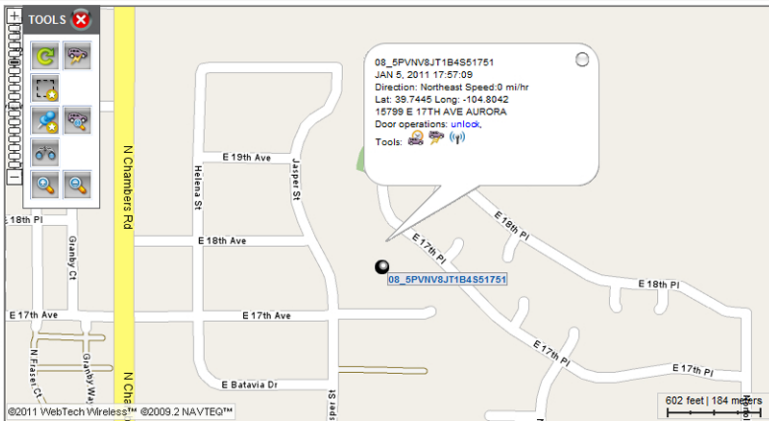 TOOLS
08_5PVNV8JT1B4S51751
JAN 5, 2011 17:57:09
Direction: Northeast Speed:0 mi/hr
Lat: 39.7445 Long: -104.8042
15799 E 17TH AVE AURORA
Door operations: unlock,
Tools:
N Chambers Rd
E 19th Ave
Jasper St
Helena St
E 18th Pl
Granby Ct
E 18th Ave
E 17th Pl
08_5PVNV8JT1B4S51751
E 18th Pl
E 17th Ave
E 17th Ave
E 17th Pl
E 17th Pl
N Fraser Ct
Granby Way
E Batavia Dr
N Cha
sper St
602 feet | 184 meters
©2011 WebTech Wireless™ ©2009.2 NAVTEQ™